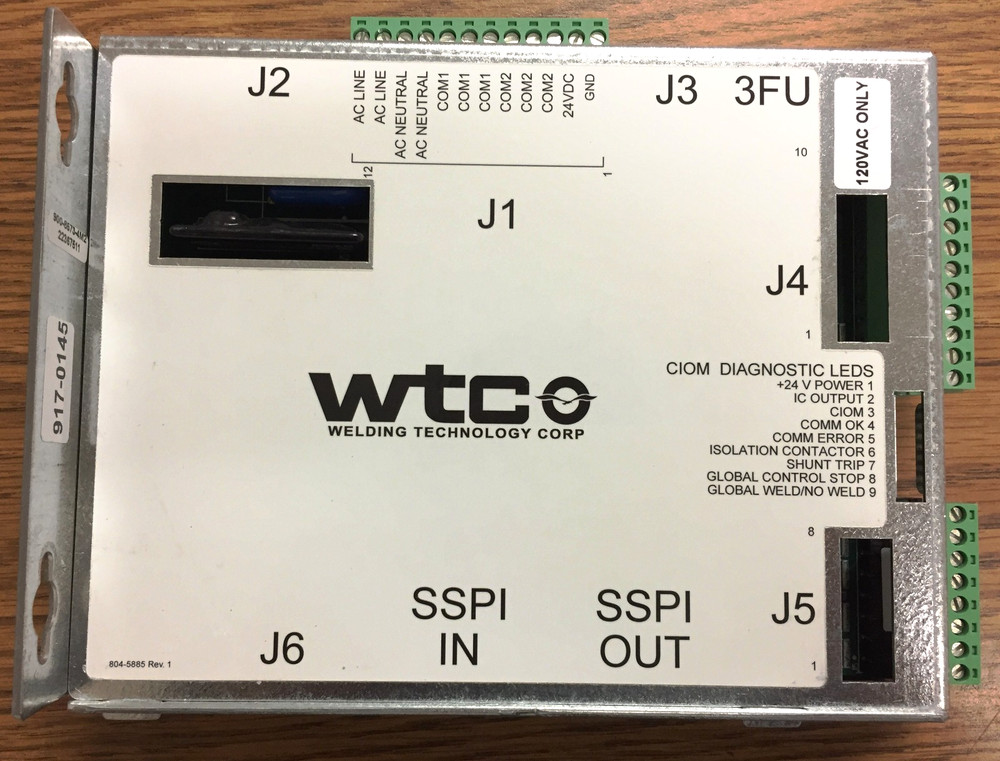 J2
AC LINE
AC LINE
AC NEUTRAL
AC NEUTRAL
COM1
COM1
COM1
COM2
COM2
COM2
24VDC
GND
12
1
J1
J3 3FU
120VAC ONLY
10
J4
1
917-0145
wtc
WELDING TECHNOLOGY CORP
CIOM DIAGNOSTIC LEDS
+24 V POWER 1
IC OUTPUT 2
CIOM 3
COMM OK 4
COMM ERROR 5
ISOLATION CONTACTOR 6
SHUNT TRIP 7
GLOBAL CONTROL STOP 8
GLOBAL WELD/NO WELD 9
8
J5
1
SSPI
IN
SSPI
OUT
J6
804-5885 Rev. 1